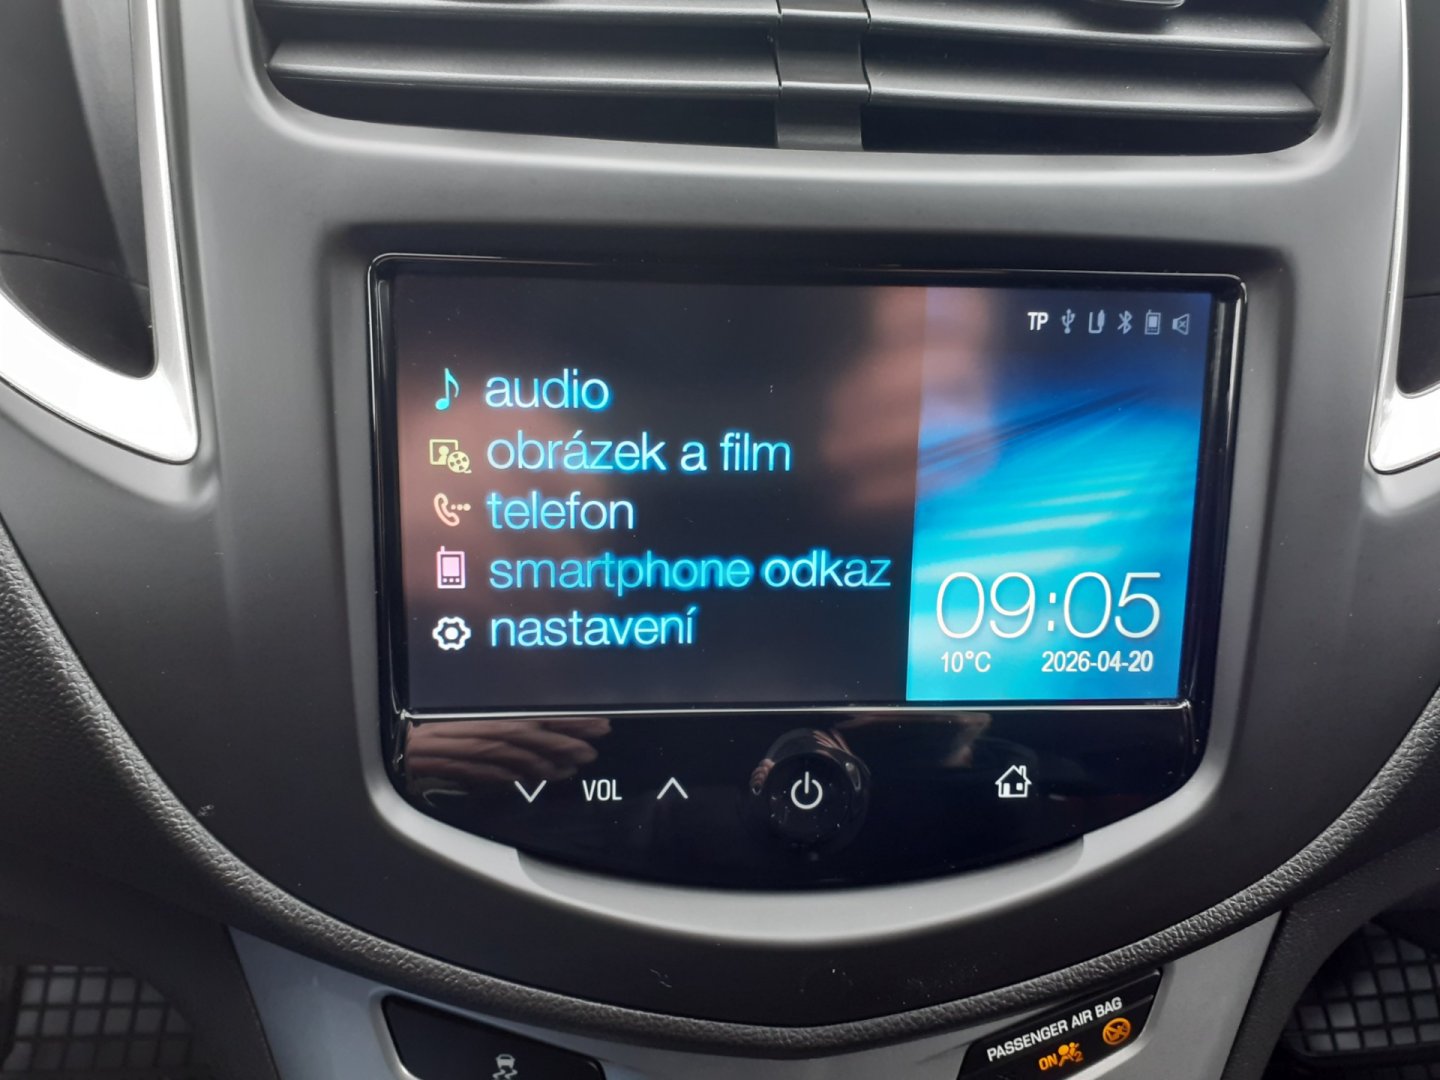 TP
audio
obrázek a film
telefon
smartphone odkaz
nastavení
09:05
10°C 2026-04-20
VOL
PASSENGER AIR BAG
ON 2